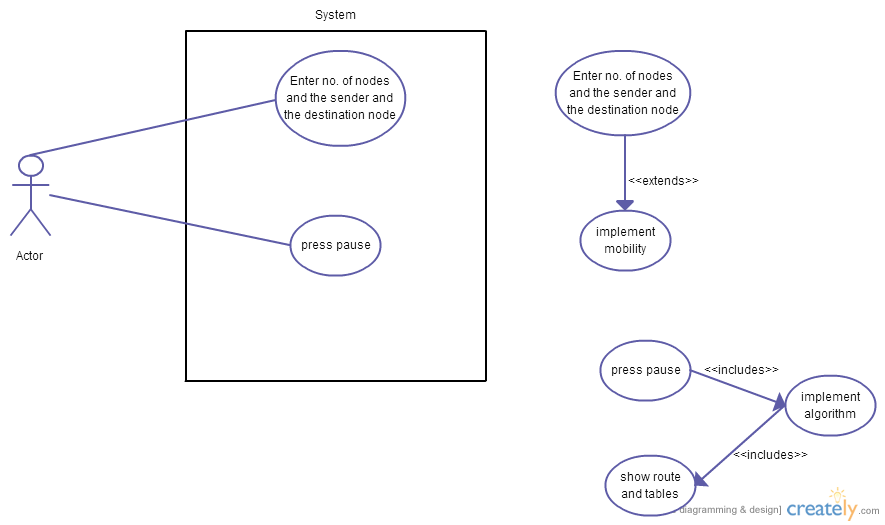 System
Enter no. of nodes
and the sender and
the destination node
press pause
Actor
Enter no. of nodes
and the sender and
the destination node
<<extends>>
implement
mobility
press pause
<<includes>>
implement
algorithm
<<includes>>
show route
and tables
diagramming & design]
creately.com